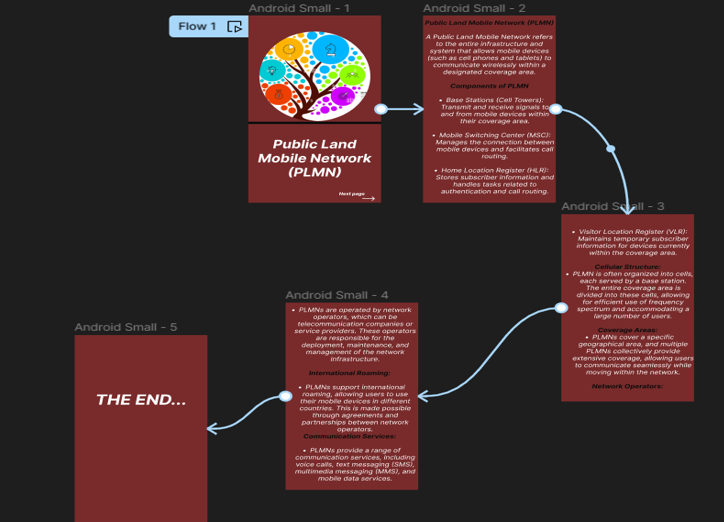 Flow 1
Android Small - 1
Public Land
Mobile Network
(PLMN)
Next page
Android Small - 2
Public Land Mobile Network (PLMN)
A Public Land Mobile Network refers
to the entire infrastructure and
system that allows mobile devices
(such as cell phones and tablets) to
communicate wirelessly within a
designated coverage area.
Components of PLMN
• Base Stations (Cell Towers):
Transmit and receive signals to
and from mobile devices within
their coverage area.
• Mobile Switching Center (MSC):
Manages the connection between
mobile devices and facilitates call
routing.
• Home Location Register (HLR):
Stores subscriber information and
handles tasks related to
authentication and call routing.
Android Small - 3
• Visitor Location Register (VLR):
Maintains temporary subscriber
information for devices currently
within the coverage area.
Cellular Structure:
• PLMN is often organized into cells,
each served by a base station.
The entire coverage area is
divided into these cells, allowing
for efficient use of frequency
spectrum and accommodating a
large number of users.
Coverage Areas:
• PLMNs cover a specific
geographical area, and multiple
PLMNs collectively provide
extensive coverage, allowing users
to communicate seamlessly while
moving within the network.
Network Operators:
Android Small - 4
• PLMNs are operated by network
operators, which can be
telecommunication companies or
service providers. These operators
are responsible for the
deployment, maintenance, and
management of the network
infrastructure.
International Roaming:
• PLMNs support international
roaming, allowing users to use
their mobile devices in different
countries. This is made possible
through agreements and
partnerships between network
operators.
Communication Services:
• PLMNs provide a range of
communication services, including
voice calls, text messaging (SMS),
multimedia messaging (MMS), and
mobile data services.
Android Small - 5
THE END...